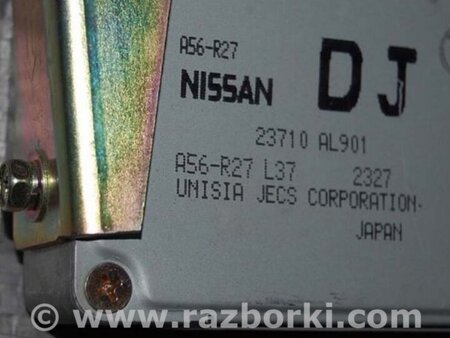 A56-R27
NISSAN DJ
23710 AL901
A56-R27 L37 2327
UNISIA JECS CORPORATION.
JAPAN
© www.razborki.com